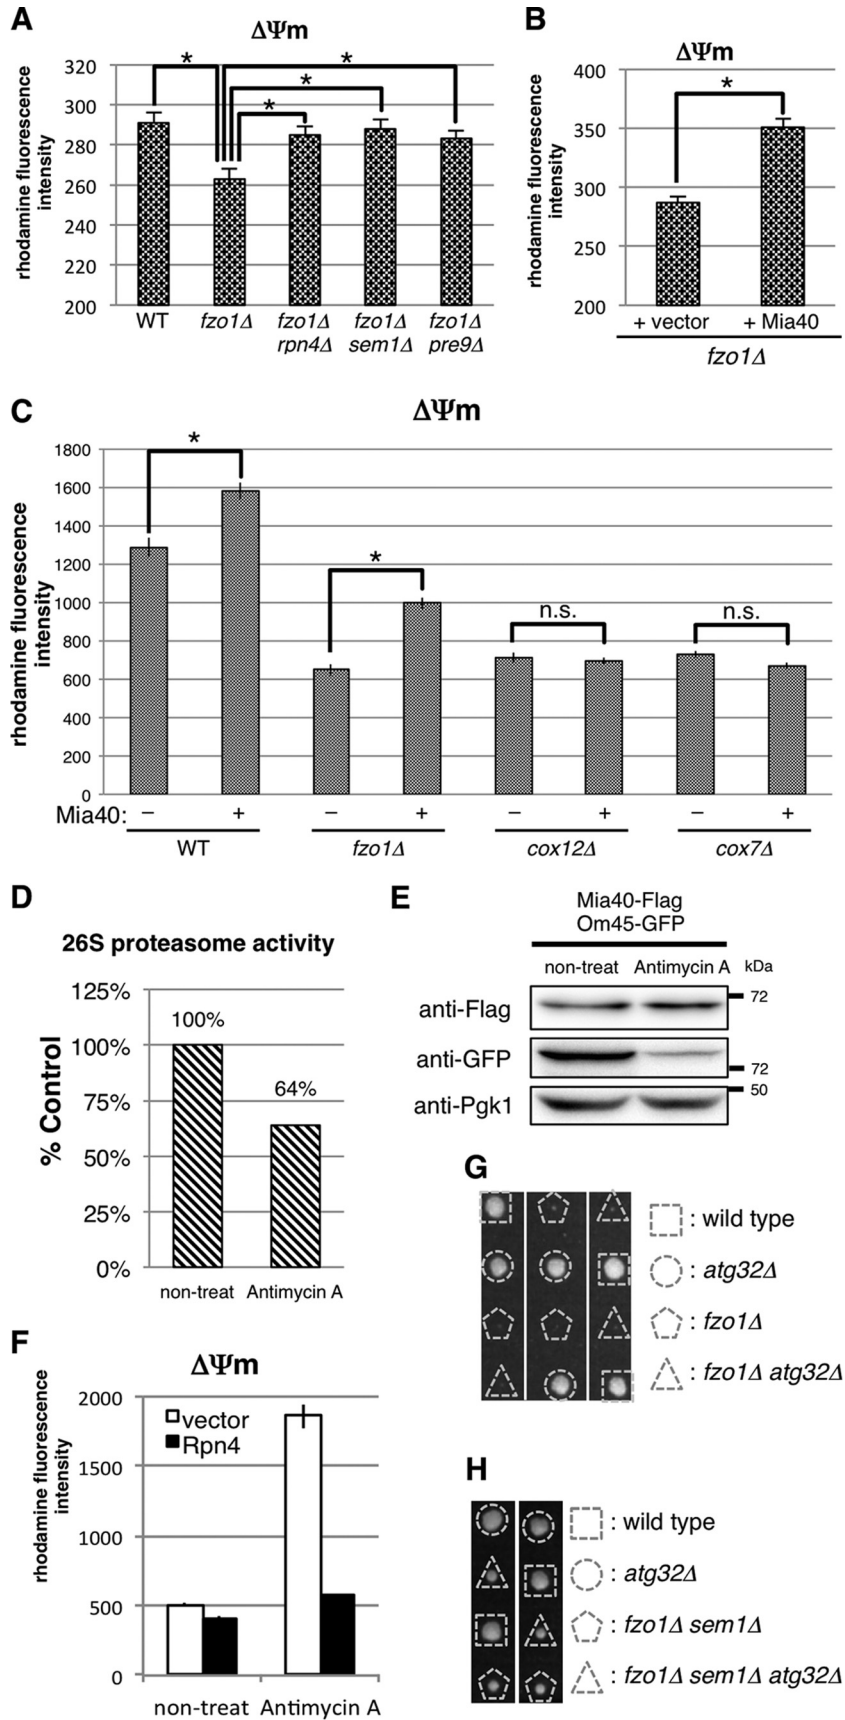 A
ΔΨm
rhodamine fluorescence
intensity
320
300
280
260
240
220
200
*
*
*
*
WT
fzo1Δ
fzo1Δ
rpn4Δ
fzo1Δ
sem1Δ
fzo1Δ
pre9Δ
B
ΔΨm
rhodamine fluorescence
intensity
400
350
300
250
200
*
+ vector
+ Mia40
fzo1Δ
C
ΔΨm
rhodamine fluorescence
intensity
1800
1600
1400
1200
1000
800
600
400
200
0
*
*
n.s.
n.s.
Mia40: – + – + – + – +
WT
fzo1Δ
cox12Δ
cox7Δ
D
26S proteasome activity
% Control
125%
100%
75%
50%
25%
0%
100%
64%
non-treat
Antimycin A
E
Mia40-Flag
Om45-GFP
non-treat
Antimycin A
kDa
anti-Flag
72
anti-GFP
72
anti-Pgk1
50
F
ΔΨm
rhodamine fluorescence
intensity
2000
1500
1000
500
0
vector
Rpn4
non-treat
Antimycin A
G
: wild type
: atg32Δ
: fzo1Δ
: fzo1Δ atg32Δ
H
: wild type
: atg32Δ
: fzo1Δ sem1Δ
: fzo1Δ sem1Δ atg32Δ